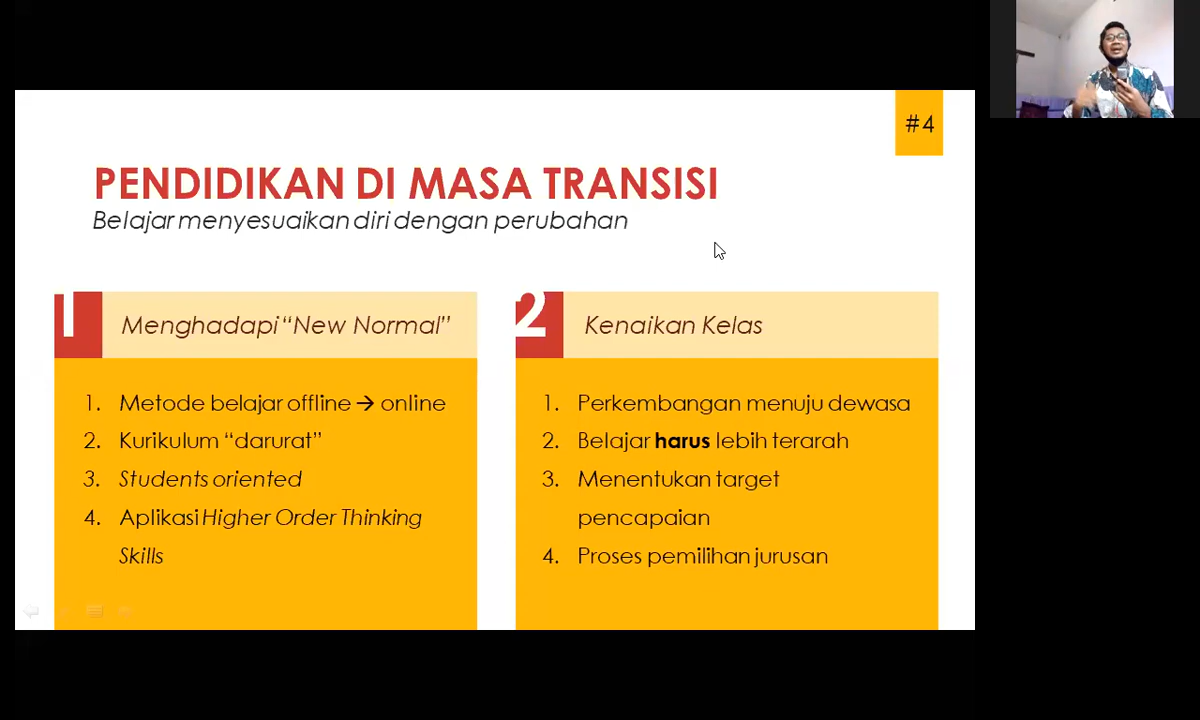 #4
PENDIDIKAN DI MASA TRANSISI
Belajar menyesuaikan diri dengan perubahan
1
Menghadapi “New Normal”
1. Metode belajar offline → online
2. Kurikulum “darurat”
3. Students oriented
4. Aplikasi Higher Order Thinking
Skills
2
Kenaikan Kelas
1. Perkembangan menuju dewasa
2. Belajar harus lebih terarah
3. Menentukan target
pencapaian
4. Proses pemilihan jurusan